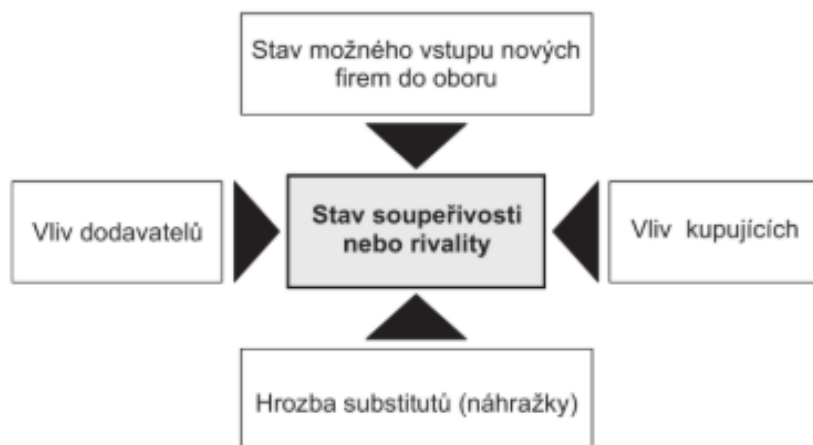 Stav možného vstupu nových
firem do oboru
Vliv dodavatelů
Stav soupeřivosti
nebo rivality
Vliv kupujících
Hrozba substitutů (náhražky)